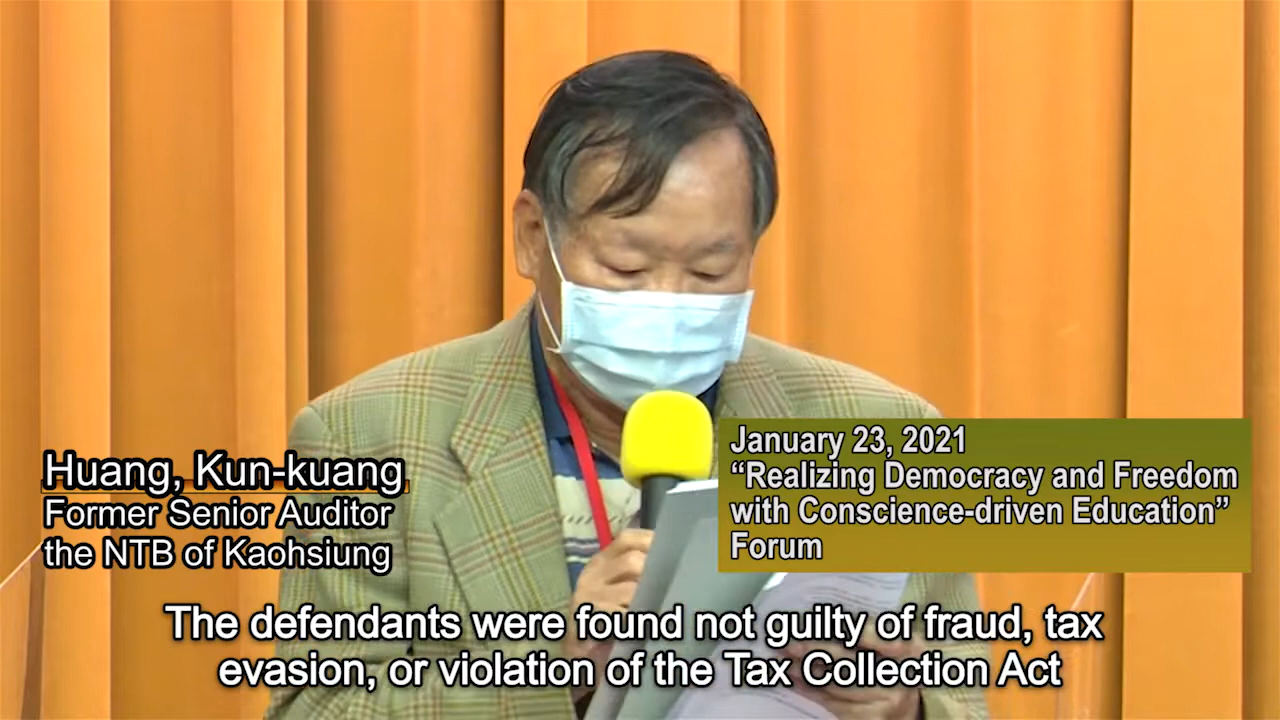 Huang, Kun-kuang
Former Senior Auditor
the NTB of Kaohsiung
January 23, 2021
“Realizing Democracy and Freedom
with Conscience-driven Education”
Forum
The defendants were found not guilty of fraud, tax
evasion, or violation of the Tax Collection Act